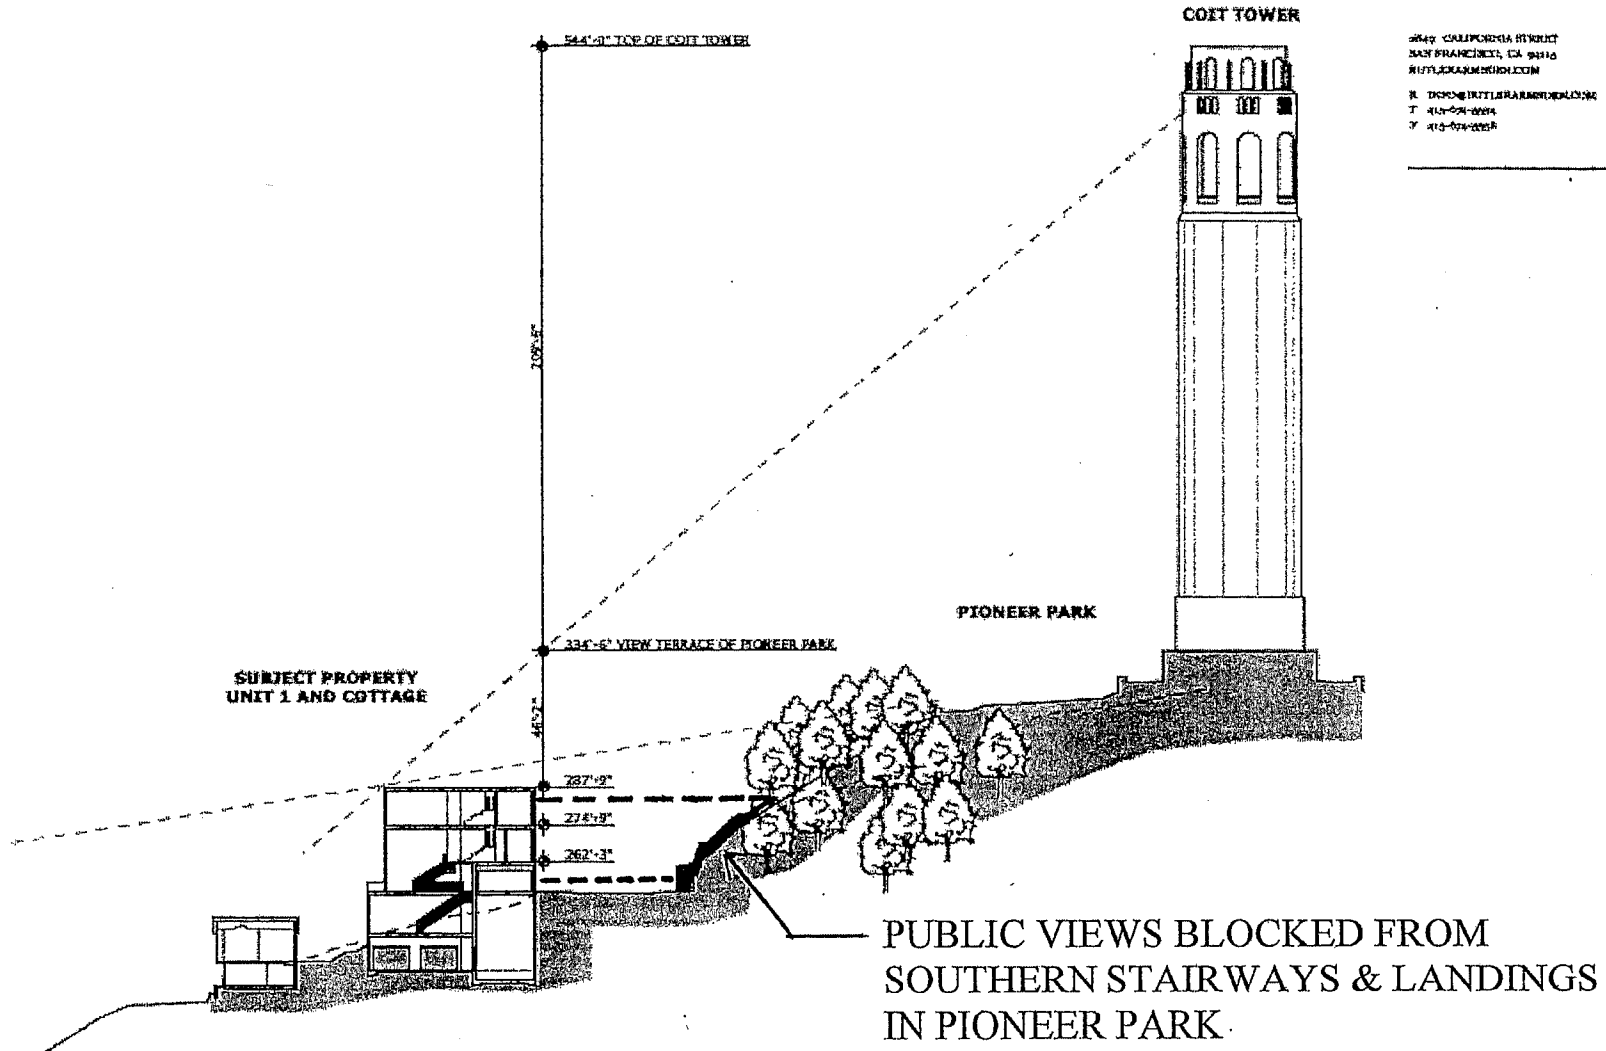 COIT TOWER
544'-0" TOP OF COIT TOWER
CALIFORNIA STREET
SAN FRANCISCO, CA
209'-6"
PIONEER PARK
334'-6" VIEW TERRACE OF PIONEER PARK
SUBJECT PROPERTY
UNIT 1 AND COTTAGE
287'-9"
274'-9"
262'-3"
PUBLIC VIEWS BLOCKED FROM
SOUTHERN STAIRWAYS & LANDINGS
IN PIONEER PARK